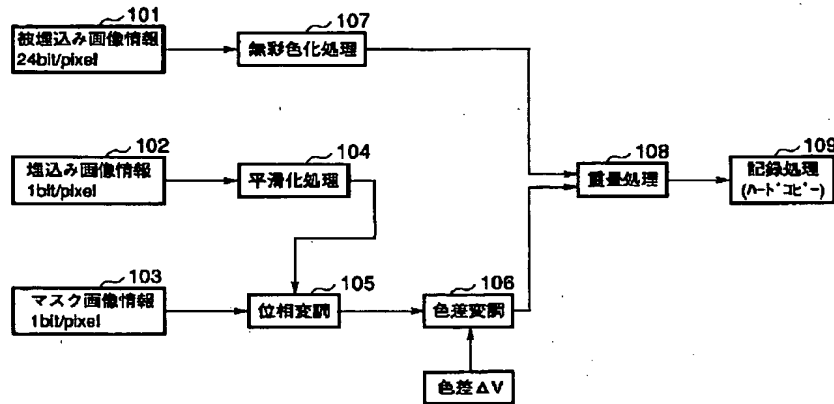 101
被埋込み画像情報
24bit/pixel
107
無彩色化処理
102
埋込み画像情報
1bit/pixel
104
平滑化処理
108
重畳処理
109
記録処理
(ハードコピー)
103
マスク画像情報
1bit/pixel
105
位相変調
106
色差変調
色差ΔV